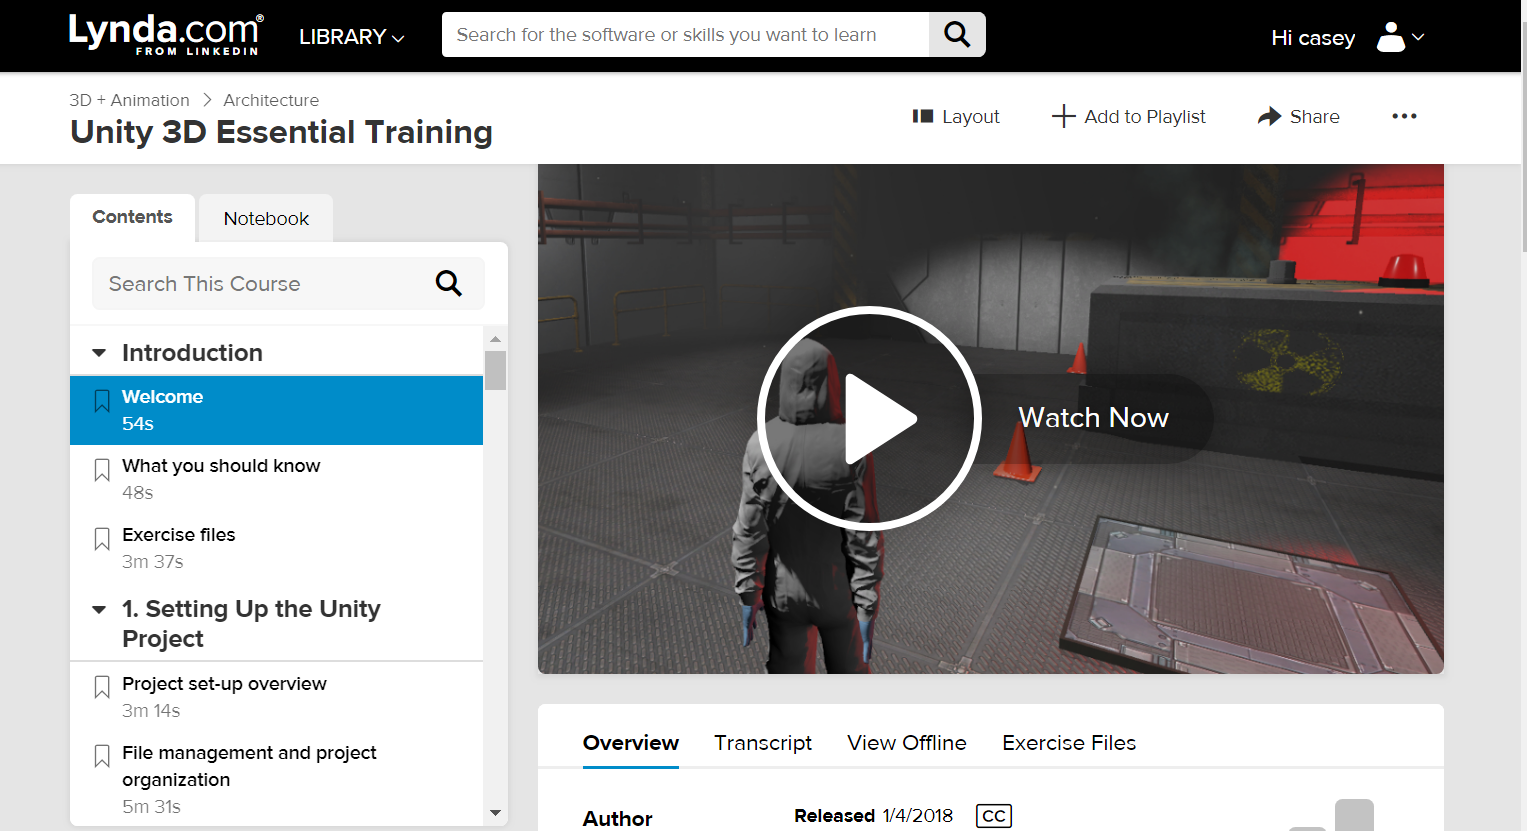 Lynda.com®
FROM LINKEDIN
LIBRARY
Search for the software or skills you want to learn
Hi casey
3D + Animation > Architecture
Unity 3D Essential Training
Layout
Add to Playlist
Share
Contents
Notebook
Search This Course
Introduction
Welcome
54s
What you should know
48s
Exercise files
3m 37s
1. Setting Up the Unity
Project
Project set-up overview
3m 14s
File management and project
organization
5m 31s
Watch Now
Overview Transcript View Offline Exercise Files
Author
Released 1/4/2018 CC